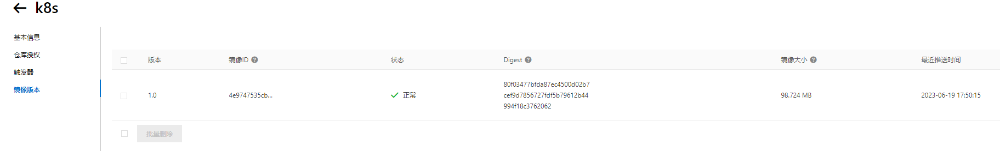 k8s
基本信息
仓库授权
触发器
镜像版本
版本 镜像ID 状态 Digest 镜像大小 最近推送时间
1.0 4e9747535cb... 正常 80f03477bfda87ec4500d02b7 98.724 MB 2023-06-19 17:50:15
cef9d7856727fdf5b79612b44
994f18c3762062
批量删除